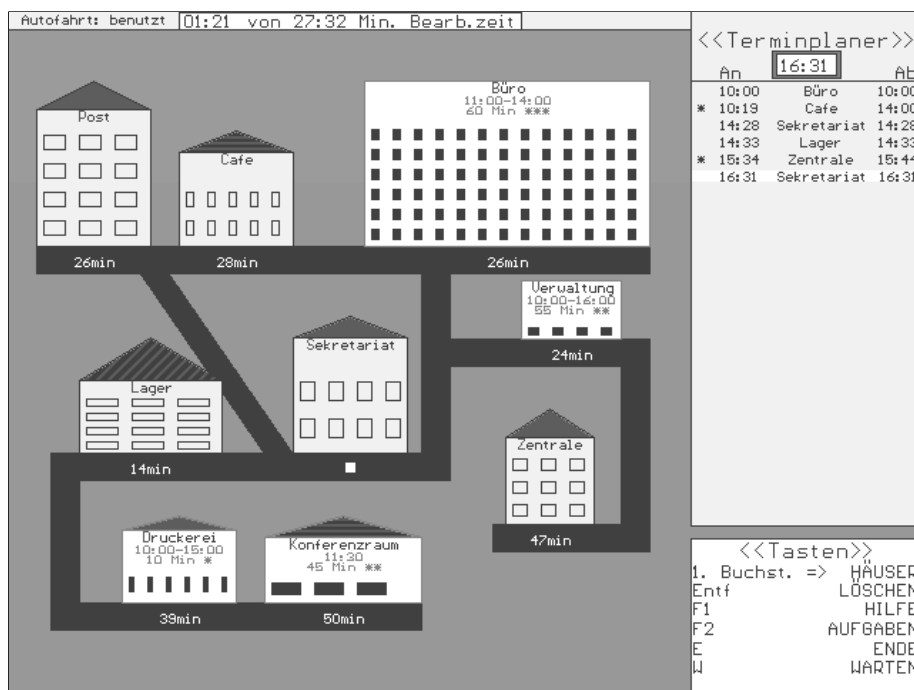 Autofahrt: benutzt
01:21 von 27:32 Min. Bearb.zeit
Post
26min
Cafe
28min
Büro
11:00-14:00
60 Min ***
26min
Verwaltung
10:00-16:00
55 Min **
24min
Sekretariat
Lager
14min
Zentrale
47min
Druckerei
10:00-15:00
10 Min *
39min
Konferenzraum
11:30
45 Min **
50min
<<Terminplaner>>
An 16:31 Ab
10:00 Büro 10:00
* 10:19 Cafe 14:00
14:28 Sekretariat 14:28
14:33 Lager 14:33
* 15:34 Zentrale 15:44
16:31 Sekretariat 16:31
<<Tasten>>
1. Buchst. => HÄUSER
Entf LÖSCHEN
F1 HILFE
F2 AUFGABEN
E ENDE
W WARTEN